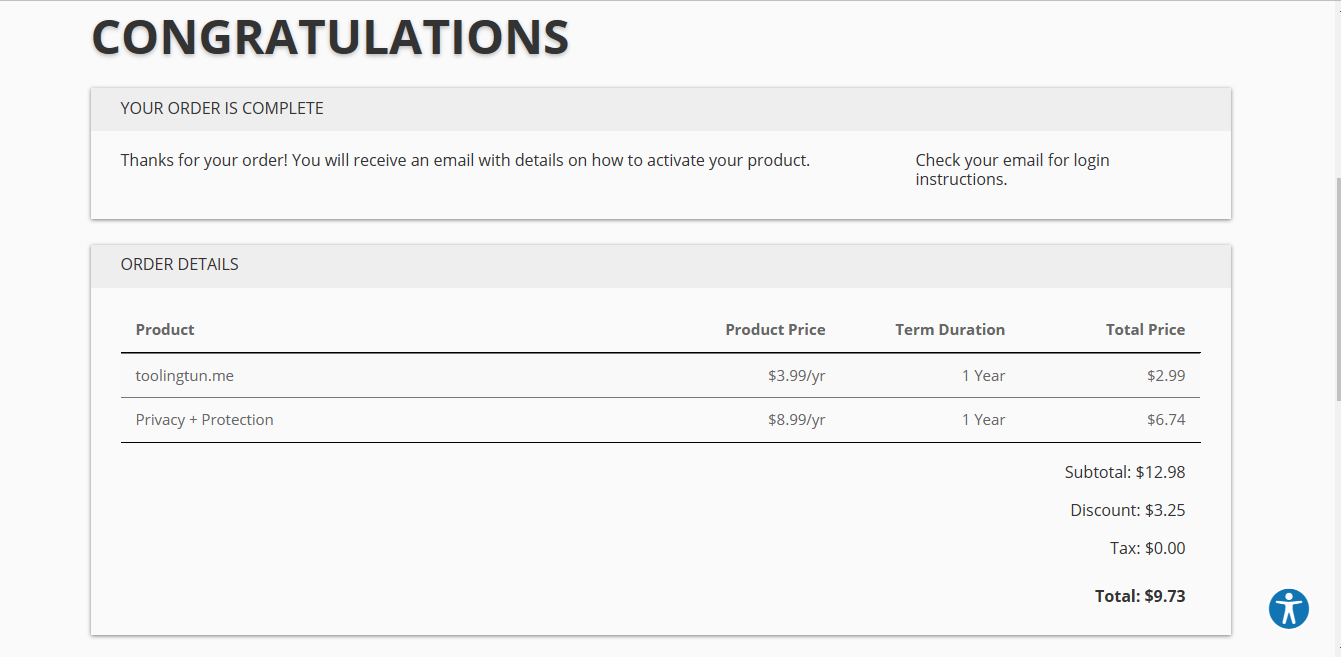 CONGRATULATIONS
YOUR ORDER IS COMPLETE
Thanks for your order! You will receive an email with details on how to activate your product.
Check your email for login
instructions.
ORDER DETAILS
Product Product Price Term Duration Total Price
toolingtun.me $3.99/yr 1 Year $2.99
Privacy + Protection $8.99/yr 1 Year $6.74
Subtotal: $12.98
Discount: $3.25
Tax: $0.00
Total: $9.73